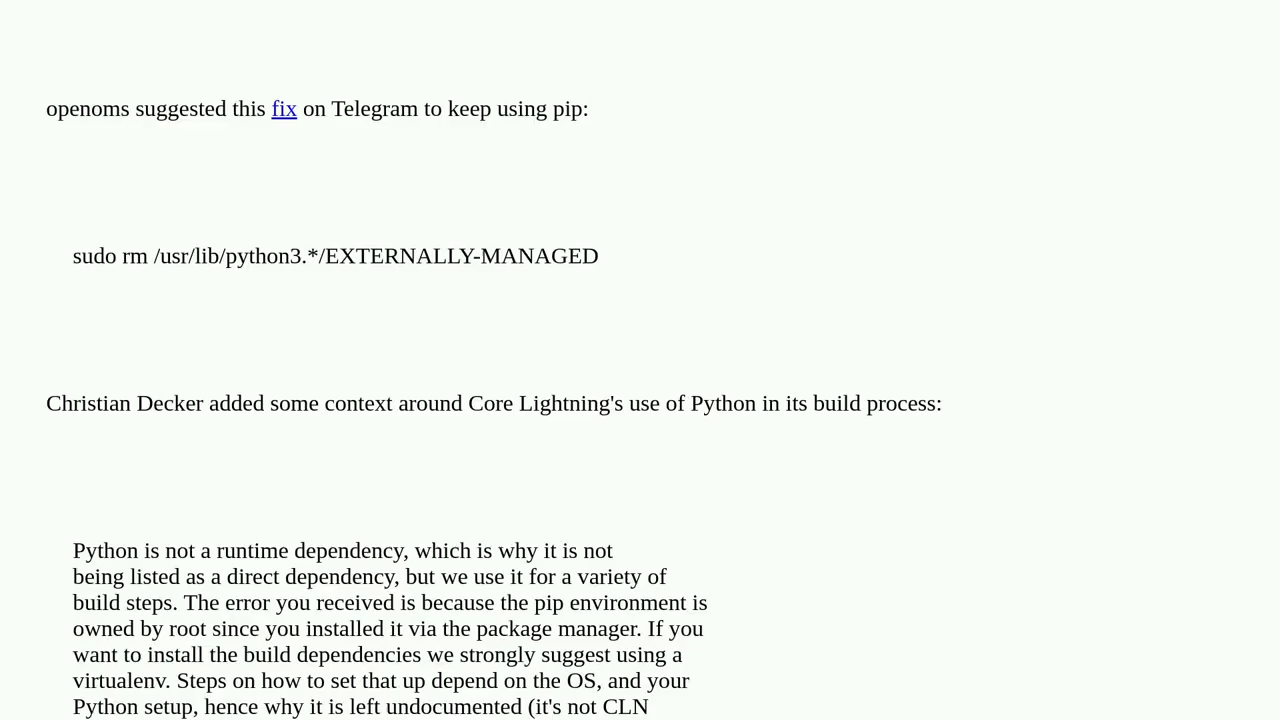 openoms suggested this fix on Telegram to keep using pip:
sudo rm /usr/lib/python3.*/EXTERNALLY-MANAGED
Christian Decker added some context around Core Lightning's use of Python in its build process:
Python is not a runtime dependency, which is why it is not
being listed as a direct dependency, but we use it for a variety of
build steps. The error you received is because the pip environment is
owned by root since you installed it via the package manager. If you
want to install the build dependencies we strongly suggest using a
virtualenv. Steps on how to set that up depend on the OS, and your
Python setup, hence why it is left undocumented (it's not CLN